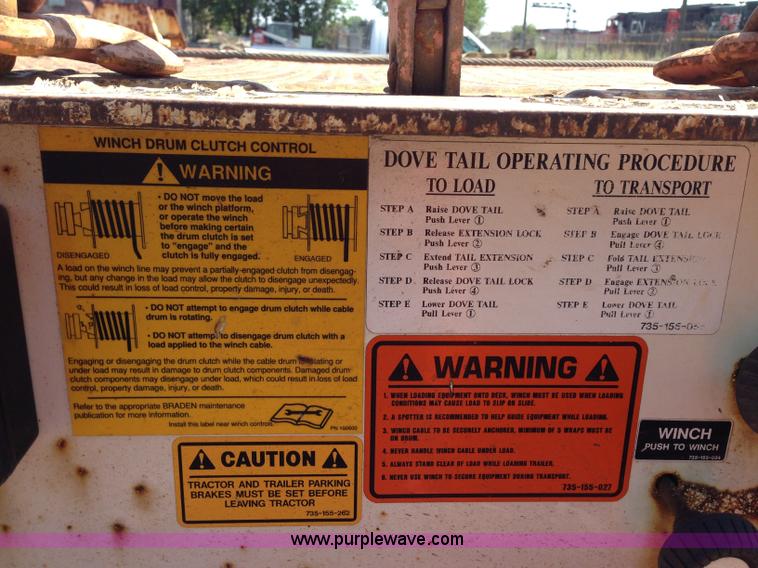 WINCH DRUM CLUTCH CONTROL
WARNING
• DO NOT move the load
or the winch platform,
or operate the winch
before making certain
the drum clutch is set
to "engage" and the
clutch is fully engaged.
DISENGAGED
ENGAGED
A load on the winch line may prevent a partially-engaged clutch from disengag-
ing, but any change in the load may allow the clutch to disengage unexpectedly.
This could result in loss of load control, property damage, injury, or death.
• DO NOT attempt to engage drum clutch while cable
drum is rotating.
• DO NOT attempt to disengage drum clutch with a
load applied to the winch cable.
Engaging or disengaging the drum clutch while the cable drum is rotating or
under load may result in damage to drum clutch components. Damaged drum
clutch components may disengage under load, which could result in loss of load
control, property damage, injury, or death.
Refer to the appropriate BRADEN maintenance
publication for more information.
Install this label near winch controls.
CAUTION
TRACTOR AND TRAILER PARKING
BRAKES MUST BE SET BEFORE
LEAVING TRACTOR
735-155-262
DOVE TAIL OPERATING PROCEDURE
TO LOAD
STEP A Raise DOVE TAIL
Push Lever ①
STEP B Release EXTENSION LOCK
Push Lever ②
STEP C Extend TAIL EXTENSION
Push Lever ③
STEP D Release DOVE TAIL LOCK
Push Lever ④
STEP E Lower DOVE TAIL
Pull Lever ①
TO TRANSPORT
STEP A Raise DOVE TAIL
Push Lever ①
STEP B Engage DOVE TAIL LOCK
Pull Lever ④
STEP C Fold TAIL EXTENSION
Pull Lever ③
STEP D Engage EXTENSION LOCK
Pull Lever ②
STEP E Lower DOVE TAIL
Pull Lever ①
WARNING
1. WHEN LOADING EQUIPMENT ONTO DECK, WINCH MUST BE USED WHEN LOADING
CONDITIONS MAY CAUSE LOAD TO SLIP OR SLIDE.
2. A SPOTTER IS RECOMMENDED TO HELP GUIDE EQUIPMENT WHILE LOADING.
3. WINCH CABLE TO BE SECURELY ANCHORED, MINIMUM OF 5 WRAPS MUST BE
ON DRUM.
4. NEVER HANDLE WINCH CABLE UNDER LOAD.
5. ALWAYS STAND CLEAR OF LOAD WHILE LOADING TRAILER.
6. NEVER USE WINCH TO SECURE EQUIPMENT DURING TRANSPORT.
735-155-027
WINCH
PUSH TO WINCH
www.purplewave.com